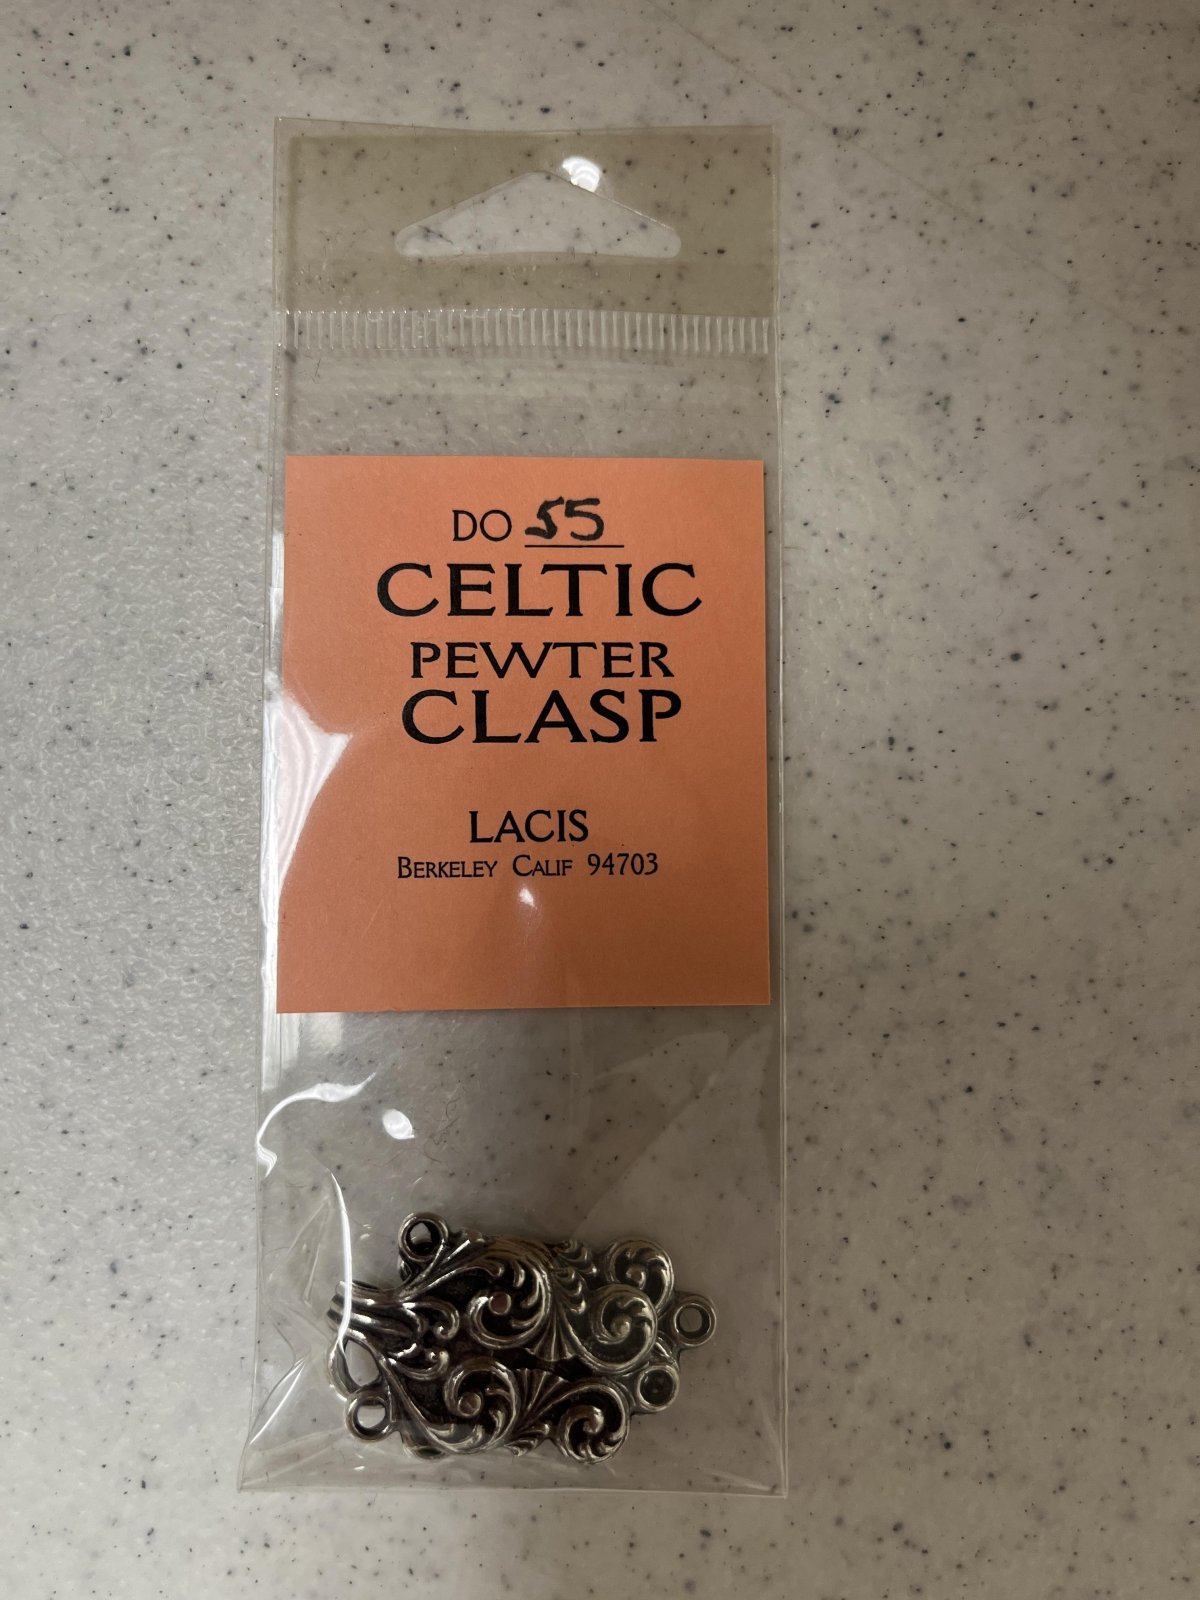 DO 55
CELTIC
PEWTER
CLASP
LACIS
BERKELEY CALIF 94703